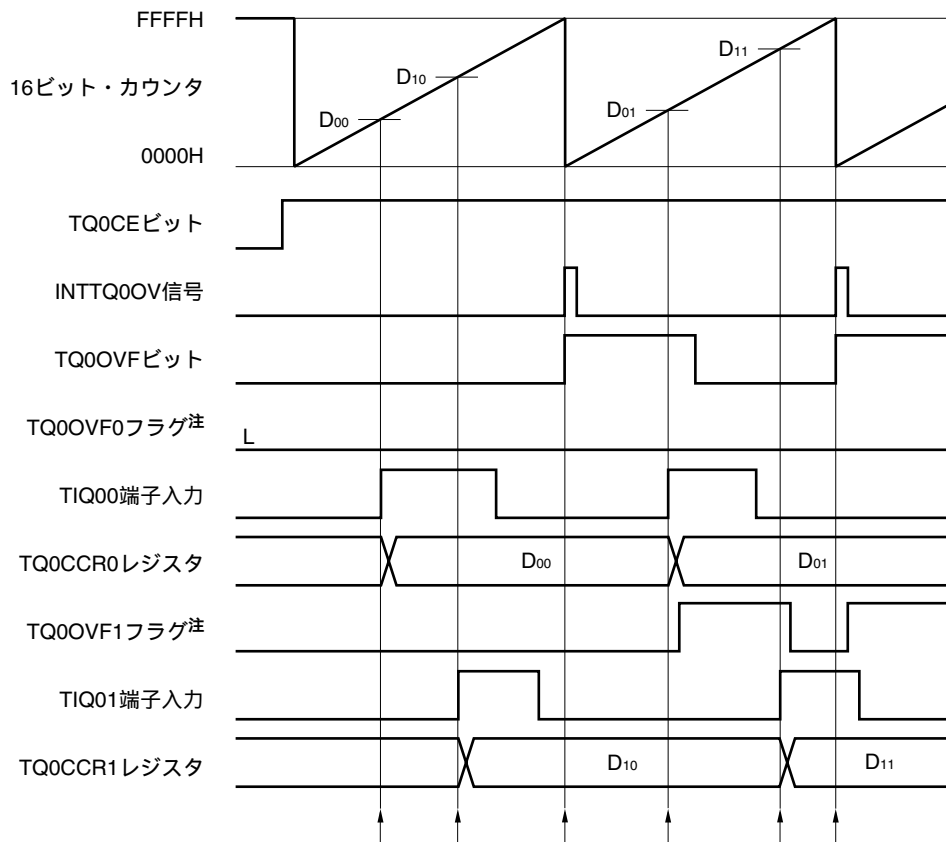 FFFFH
D11
D10
16ビット・カウンタ
D01
D00
0000H
TQ0CEビット
INTTQ0OV信号
TQ0OVFビット
TQ0OVF0フラグ注
L
TIQ00端子入力
TQ0CCR0レジスタ
D00
D01
TQ0OVF1フラグ注
TIQ01端子入力
TQ0CCR1レジスタ
D10
D11